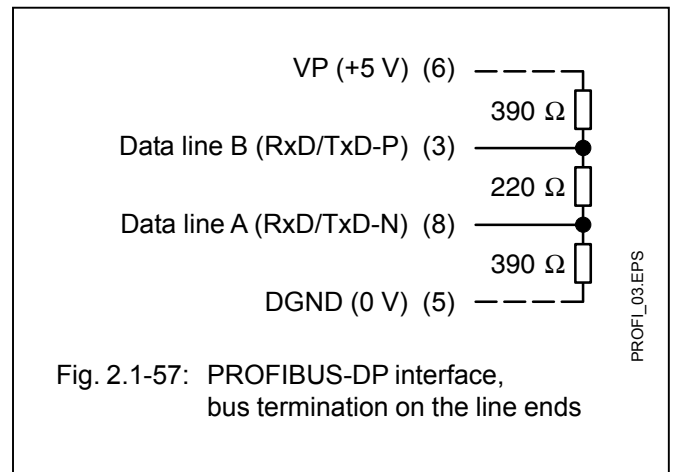 VP (+5 V) (6)
390 Ω
Data line B (RxD/TxD-P) (3)
220 Ω
Data line A (RxD/TxD-N) (8)
390 Ω
DGND (0 V) (5)
PROFI_03.EPS
Fig. 2.1-57: PROFIBUS-DP interface,
bus termination on the line ends